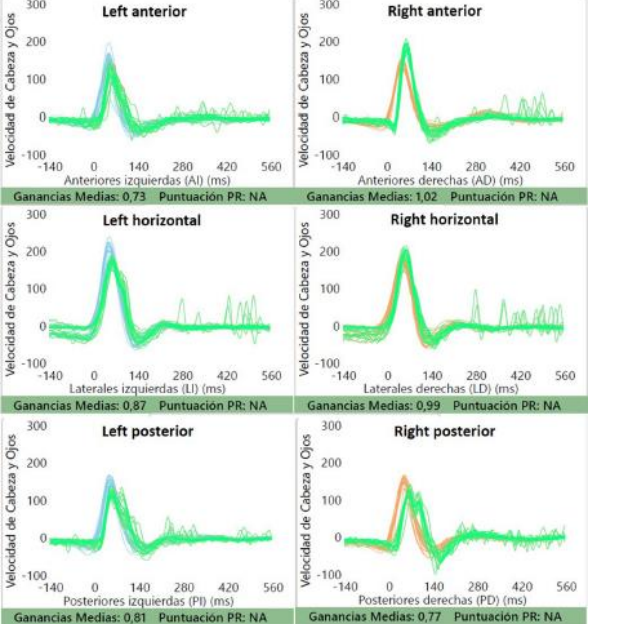 Left anterior
Velocidad de Cabeza y Ojos
300
200
100
0
-100
-140 0 140 280 420 560
Anteriores izquierdas (AI) (ms)
Ganancias Medias: 0,73 Puntuación PR: NA
Right anterior
Velocidad de Cabeza y Ojos
300
200
100
0
-100
-140 0 140 280 420 560
Anteriores derechas (AD) (ms)
Ganancias Medias: 1,02 Puntuación PR: NA
Left horizontal
Velocidad de Cabeza y Ojos
300
200
100
0
-100
-140 0 140 280 420 560
Laterales izquierdas (LI) (ms)
Ganancias Medias: 0,87 Puntuación PR: NA
Right horizontal
Velocidad de Cabeza y Ojos
300
200
100
0
-100
-140 0 140 280 420 560
Laterales derechas (LD) (ms)
Ganancias Medias: 0,99 Puntuación PR: NA
Left posterior
Velocidad de Cabeza y Ojos
300
200
100
0
-100
-140 0 140 280 420 560
Posteriores izquierdas (PI) (ms)
Ganancias Medias: 0,81 Puntuación PR: NA
Right posterior
Velocidad de Cabeza y Ojos
300
200
100
0
-100
-140 0 140 280 420 560
Posteriores derechas (PD) (ms)
Ganancias Medias: 0,77 Puntuación PR: NA